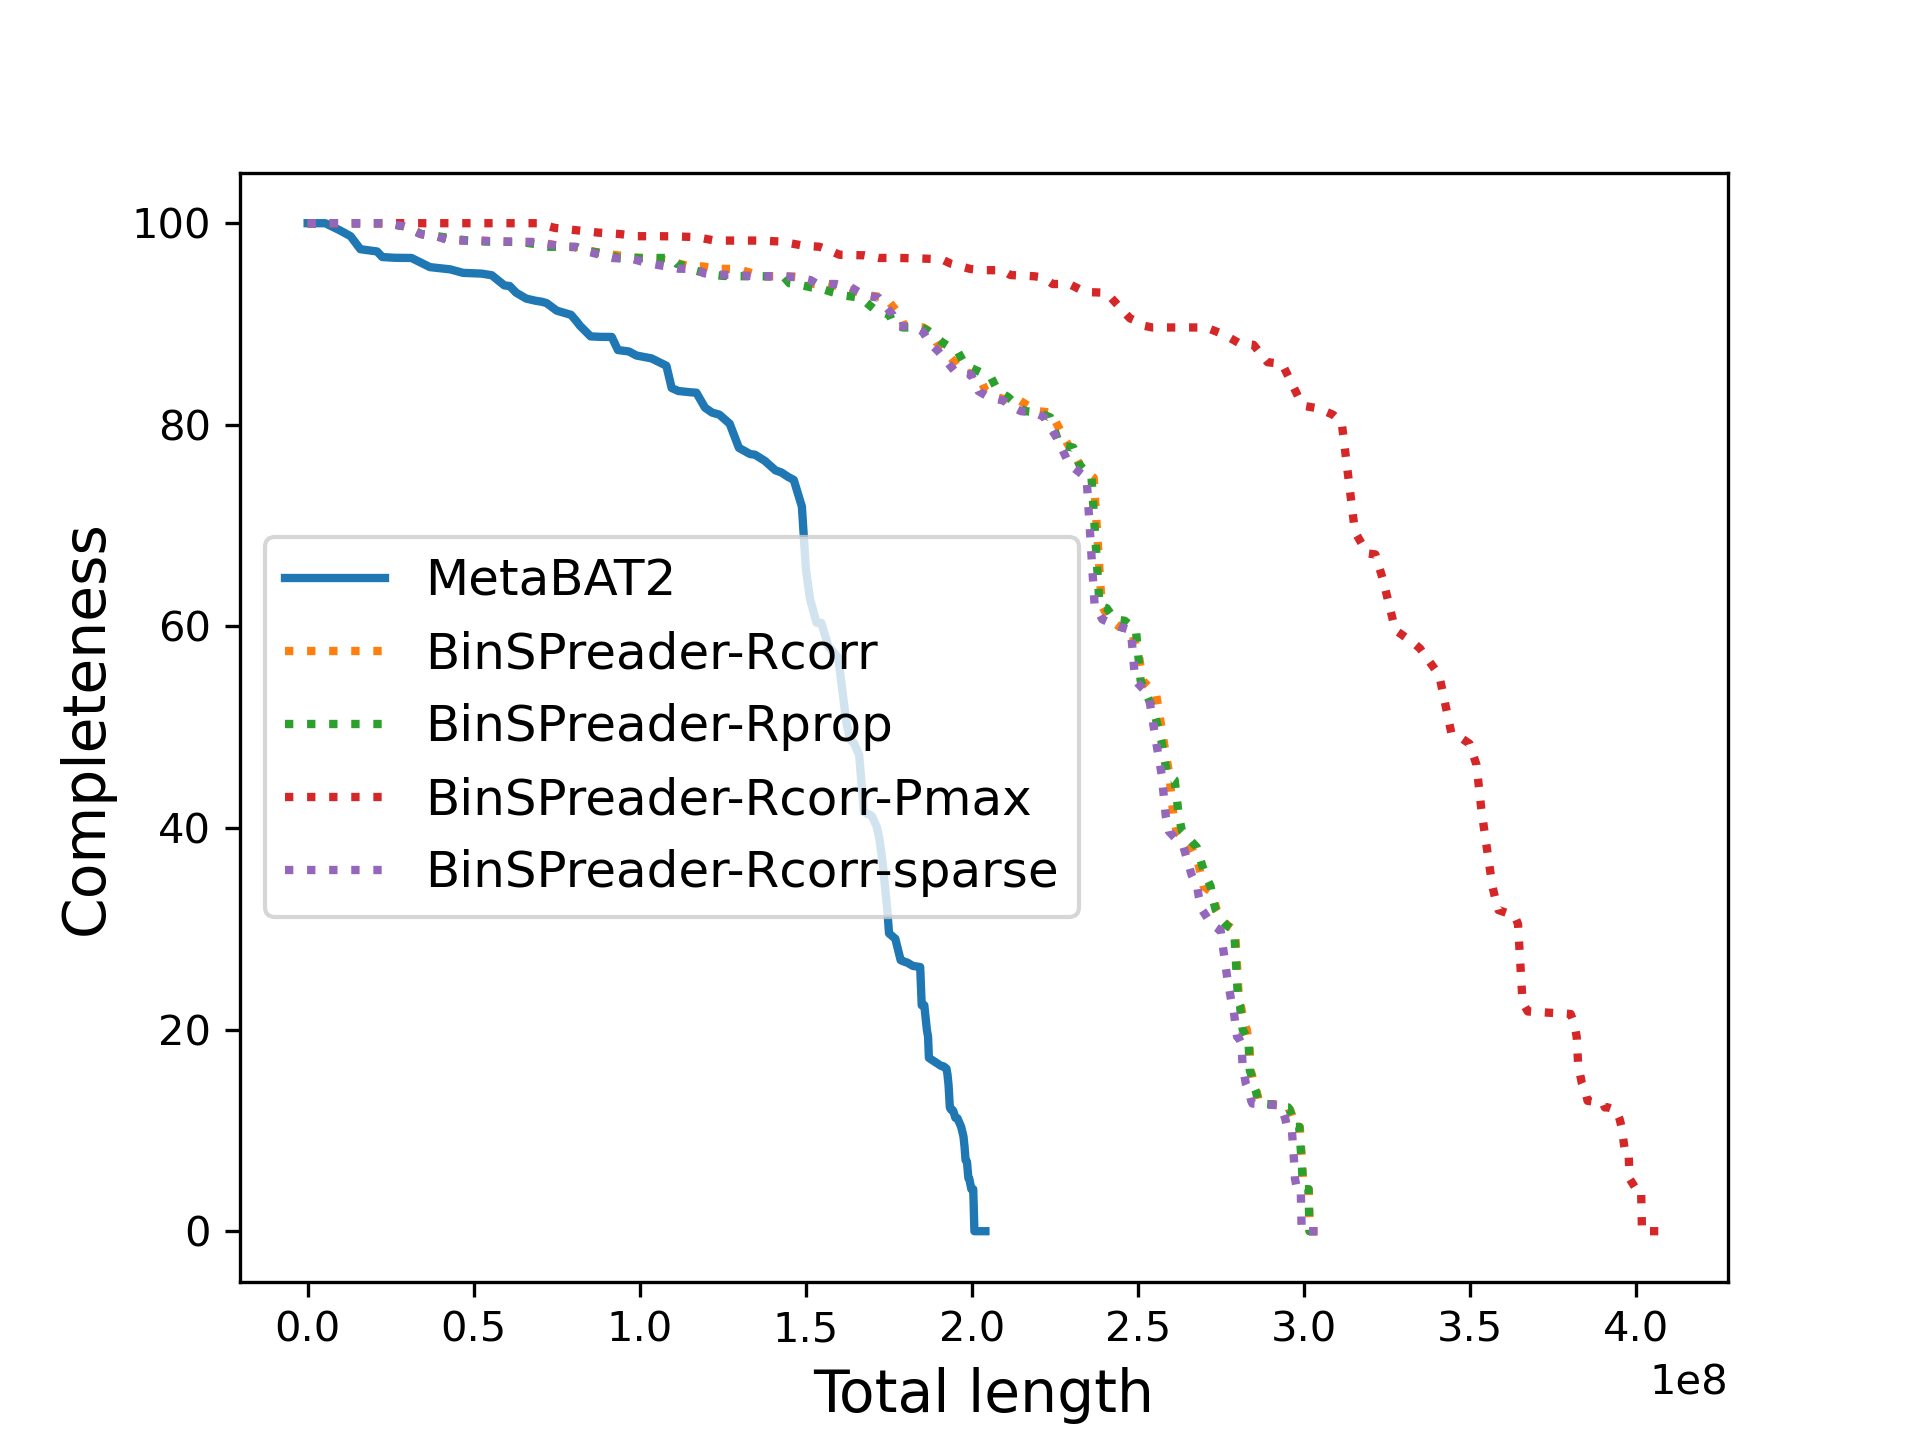 100
80
60
40
20
0
Completeness
MetaBAT2
BinSPreader-Rcorr
BinSPreader-Rprop
BinSPreader-Rcorr-Pmax
BinSPreader-Rcorr-sparse
0.0 0.5 1.0 1.5 2.0 2.5 3.0 3.5 4.0
1e8
Total length